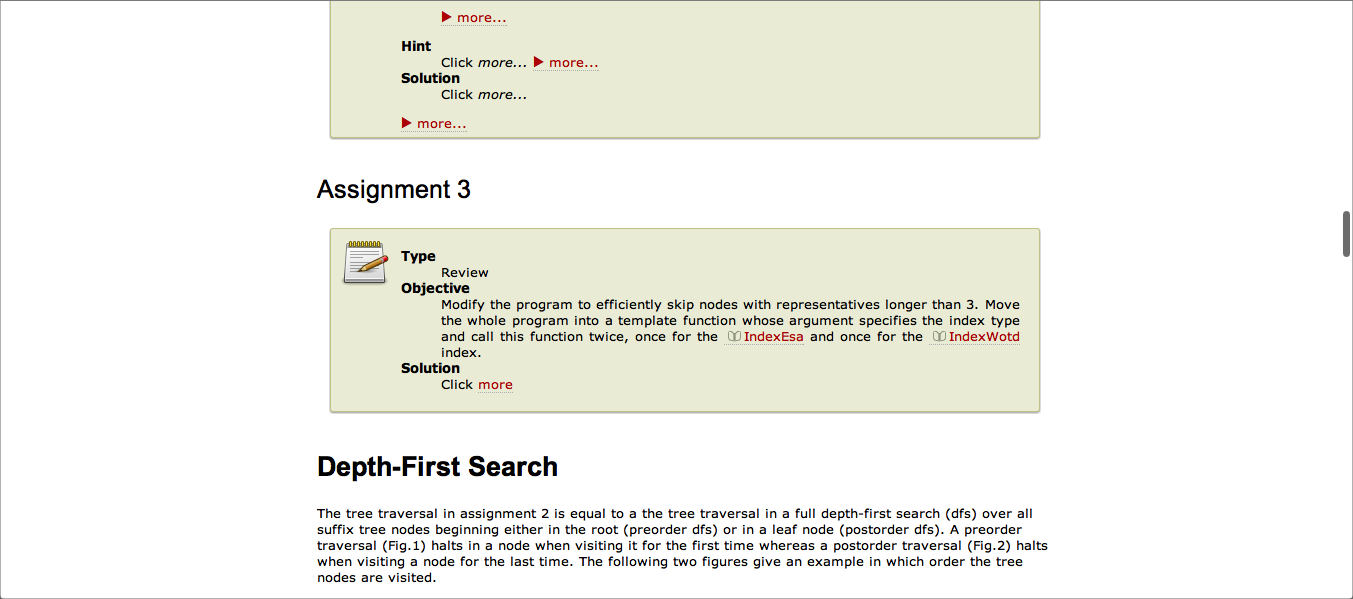 ▶ more...
Hint
Click more... ▶ more...
Solution
Click more...
▶ more...
Assignment 3
Type
Review
Objective
Modify the program to efficiently skip nodes with representatives longer than 3. Move
the whole program into a template function whose argument specifies the index type
and call this function twice, once for the IndexEsa and once for the IndexWotd
index.
Solution
Click more
Depth-First Search
The tree traversal in assignment 2 is equal to a the tree traversal in a full depth-first search (dfs) over all
suffix tree nodes beginning either in the root (preorder dfs) or in a leaf node (postorder dfs). A preorder
traversal (Fig.1) halts in a node when visiting it for the first time whereas a postorder traversal (Fig.2) halts
when visiting a node for the last time. The following two figures give an example in which order the tree
nodes are visited.